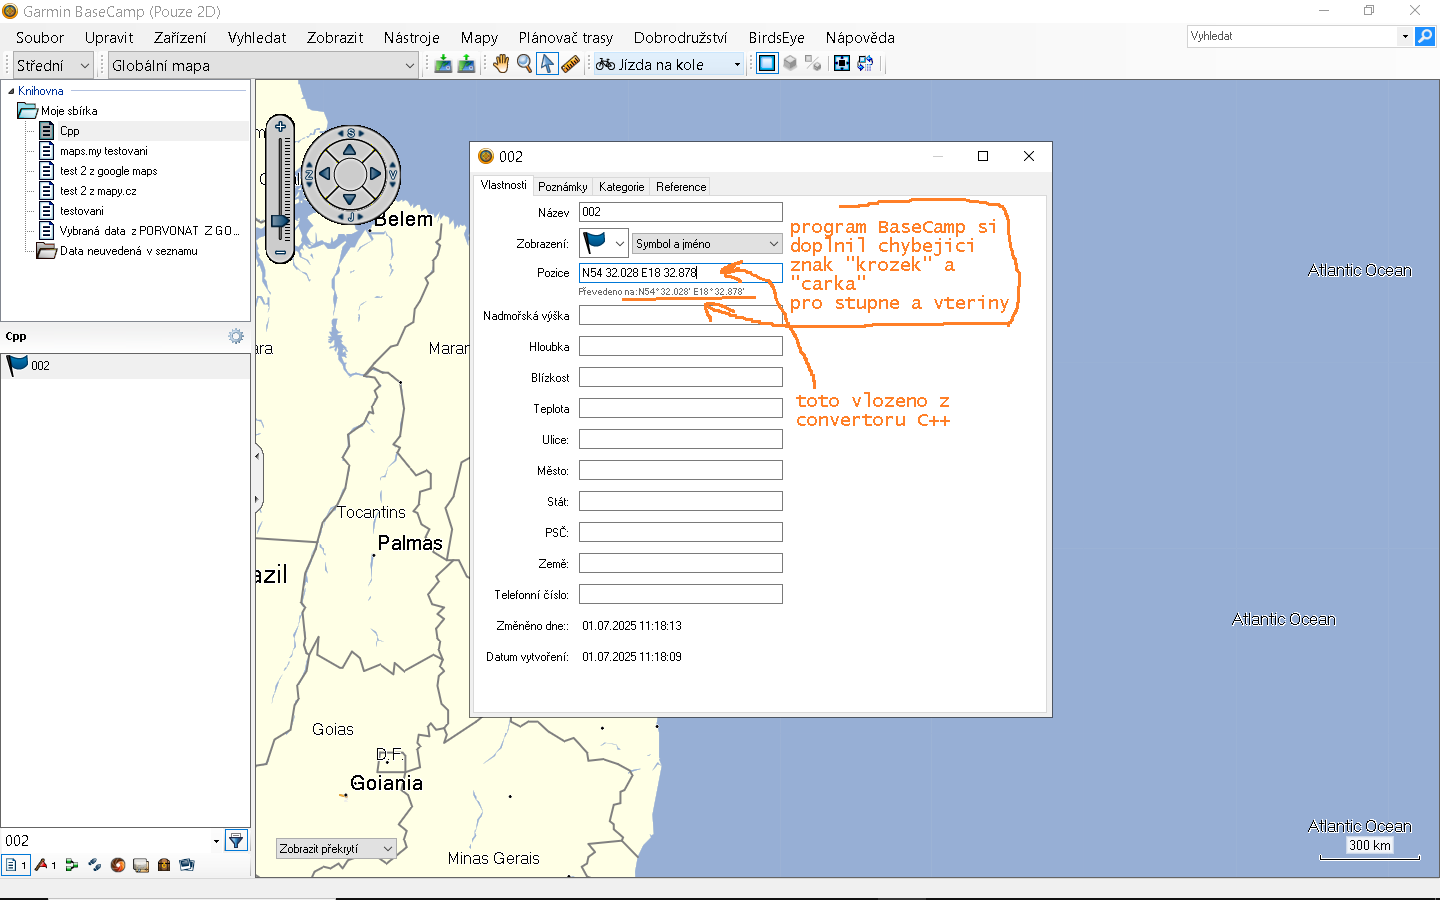 Garmin BaseCamp (Pouze 2D)
Soubor Upravit Zařízení Vyhledat Zobrazit Nástroje Mapy Plánovač trasy Dobrodružství BirdsEye Nápověda
Vyhledat
Střední
Globální mapa
Jízda na kole
Knihovna
Moje sbírka
Cpp
maps.my testovani
test 2 z google maps
test 2 z mapy.cz
testovani
Vybraná data z PORVONAT Z GO...
Data neuvedená v seznamu
Cpp
002
002
1
1
S
Z
V
J
Belem
Maran
Tocantins
Palmas
azil
Goias
D.F.
Goiania
Minas Gerais
Zobrazit překrytí
Atlantic Ocean
Atlantic Ocean
Atlantic Ocean
300 km
002
Vlastnosti Poznámky Kategorie Reference
Název 002
Zobrazení: Symbol a jméno
Pozice N54 32.028 E18 32.878
Převedeno na:N54°32.028' E18°32.878'
Nadmořská výška
Hloubka
Blízkost
Teplota
Ulice:
Město:
Stát:
PSČ:
Země:
Telefonní číslo:
Změněno dne:: 01.07.2025 11:18:13
Datum vytvoření: 01.07.2025 11:18:09
program BaseCamp si
doplnil chybejici
znak "krozek" a
"carka"
pro stupne a vteriny
toto vlozeno z
convertoru C++